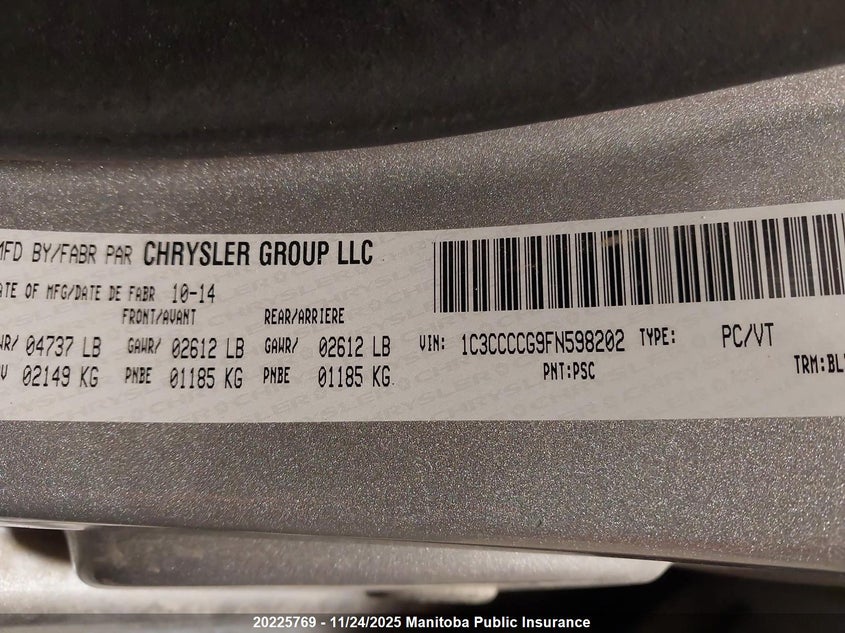 MFD BY/FABR PAR CHRYSLER GROUP LLC
ATE OF MFG/DATE DE FABR 10-14
FRONT/AVANT REAR/ARRIERE
WR/ 04737 LB GAWR/ 02612 LB GAWR/ 02612 LB VIN: 1C3CCCCG9FN598202 TYPE: PC/VT
V 02149 KG PNBE 01185 KG PNBE 01185 KG PNT:PSC TRM:BL
20225769 - 11/24/2025 Manitoba Public Insurance